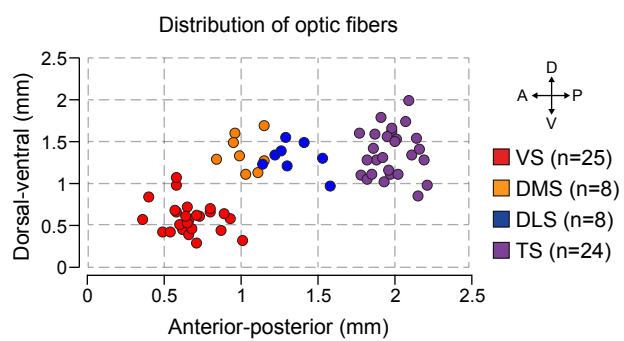 Distribution of optic fibers
Dorsal-ventral (mm)
2.5
2
1.5
1
0.5
0
0 0.5 1 1.5 2 2.5
Anterior-posterior (mm)
D
A P
V
VS (n=25)
DMS (n=8)
DLS (n=8)
TS (n=24)